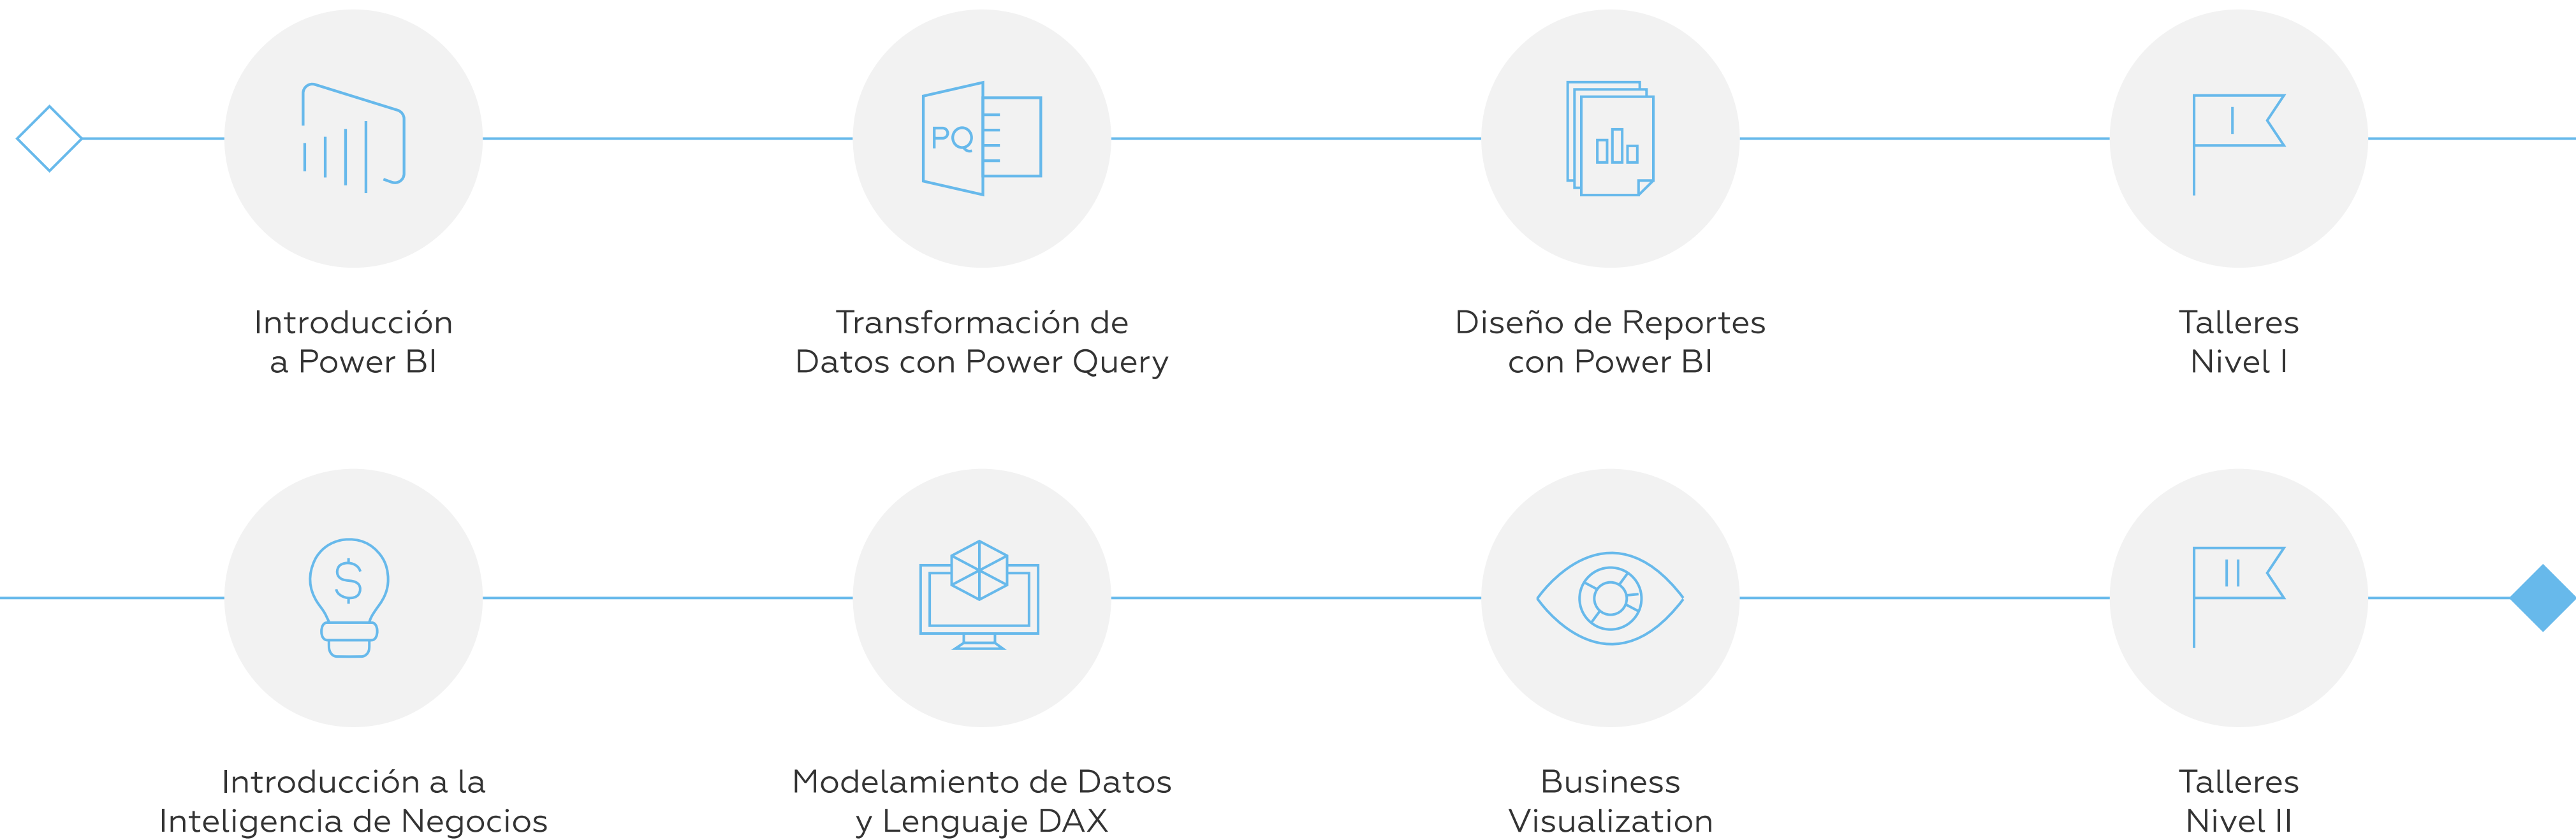 PQ
I
Introducción
a Power BI
Transformación de
Datos con Power Query
Diseño de Reportes
con Power BI
Talleres
Nivel I
$
II
Introducción a la
Inteligencia de Negocios
Modelamiento de Datos
y Lenguaje DAX
Business
Visualization
Talleres
Nivel II